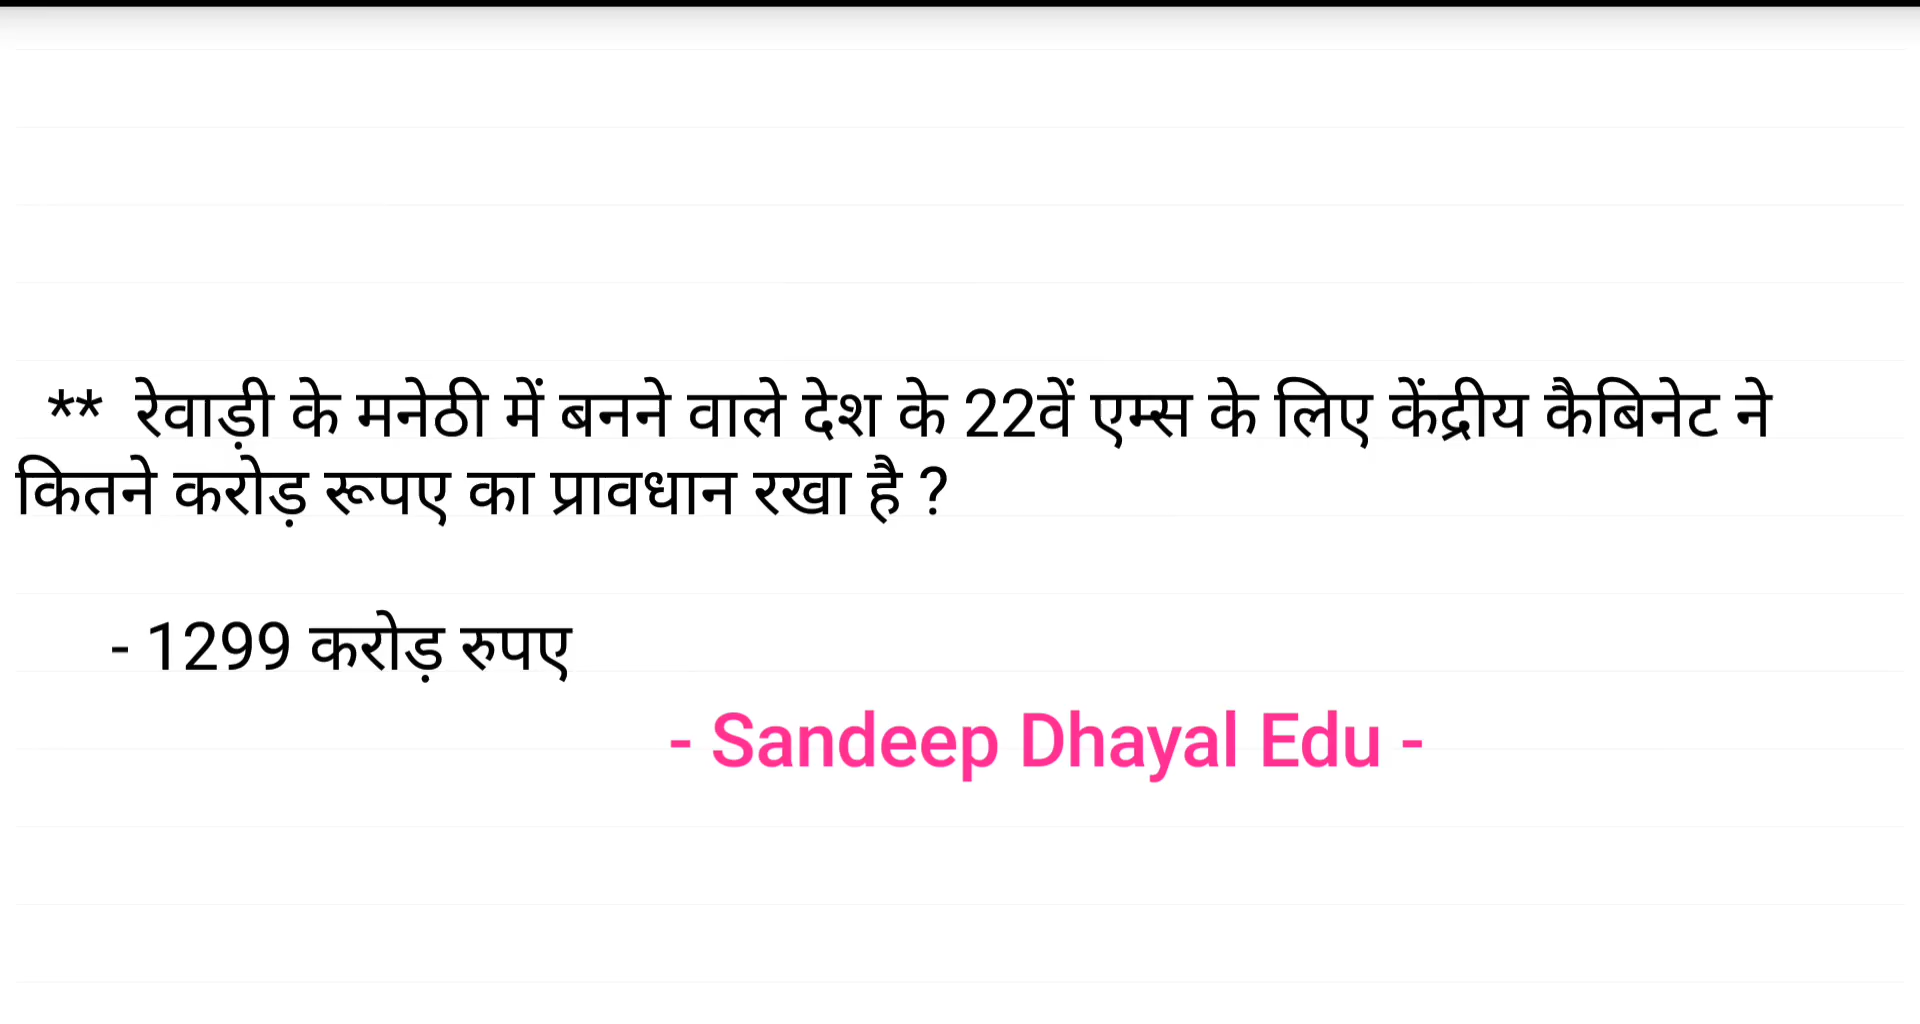 ** रेवाड़ी के मनेठी में बनने वाले देश के 22वें एम्स के लिए केंद्रीय कैबिनेट ने
कितने करोड़ रूपए का प्रावधान रखा है ?
- 1299 करोड़ रुपए
- Sandeep Dhayal Edu -